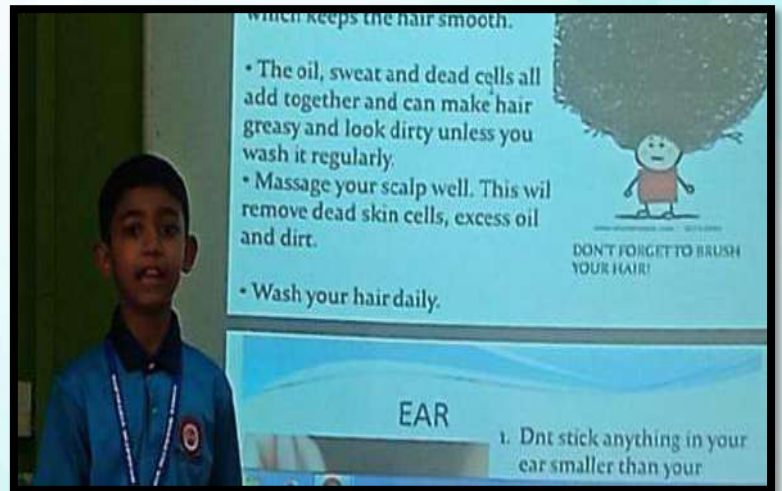 which keeps the hair smooth.
• The oil, sweat and dead cells all
add together and can make hair
greasy and look dirty unless you
wash it regularly.
• Massage your scalp well. This wil
remove dead skin cells, excess oil
and dirt.
• Wash your hair daily.
DON'T FORGET TO BRUSH
YOUR HAIR!
EAR
1. Dnt stick anything in your
ear smaller than your